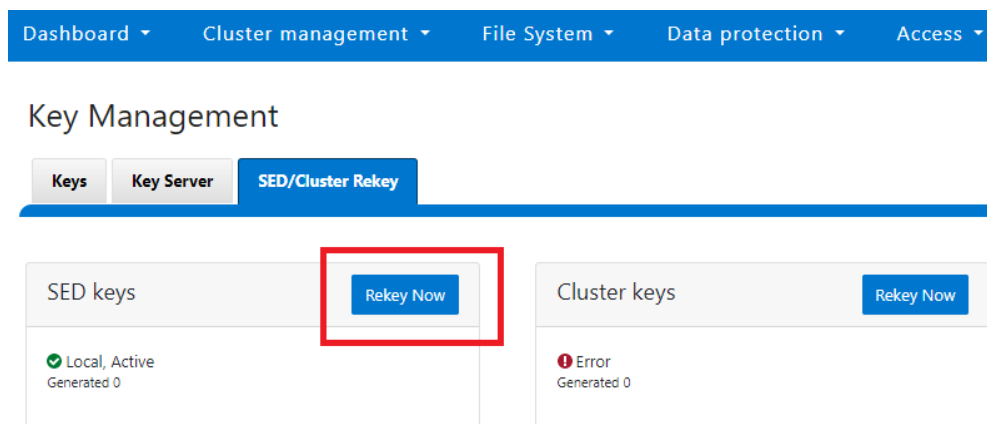 Dashboard Cluster management File System Data protection Access
Key Management
Keys Key Server SED/Cluster Rekey
SED keys Rekey Now
Local, Active
Generated 0
Cluster keys Rekey Now
Error
Generated 0